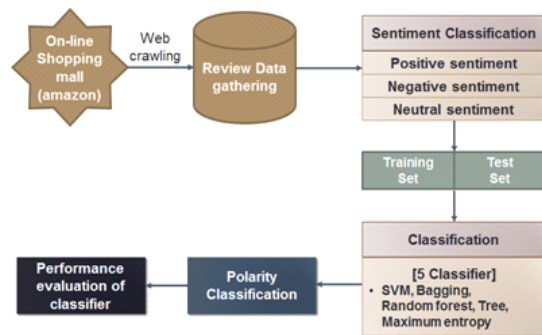 On-line
Shopping
mall
(amazon)
Web
crawling
Review Data
gathering
Sentiment Classification
Positive sentiment
Negative sentiment
Neutral sentiment
Training
Set
Test
Set
Classification
[5 Classifier]
• SVM, Bagging,
Random forest, Tree,
Maximum entropy
Polarity
Classification
Performance
evaluation of
classifier